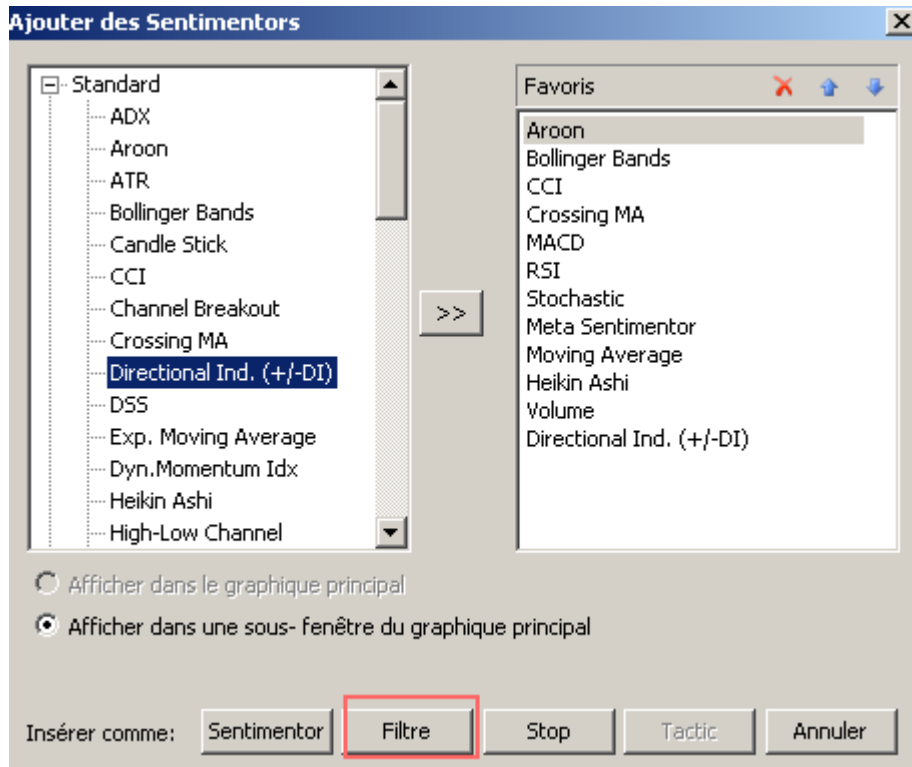 Ajouter des Sentimentors
Standard
ADX
Aroon
ATR
Bollinger Bands
Candle Stick
CCI
Channel Breakout
Crossing MA
Directional Ind. (+/-DI)
DSS
Exp. Moving Average
Dyn.Momentum Idx
Heikin Ashi
High-Low Channel
>>
Favoris
Aroon
Bollinger Bands
CCI
Crossing MA
MACD
RSI
Stochastic
Meta Sentimentor
Moving Average
Heikin Ashi
Volume
Directional Ind. (+/-DI)
Afficher dans le graphique principal
Afficher dans une sous- fenêtre du graphique principal
Insérer comme: Sentimentor Filtre Stop Tactic Annuler